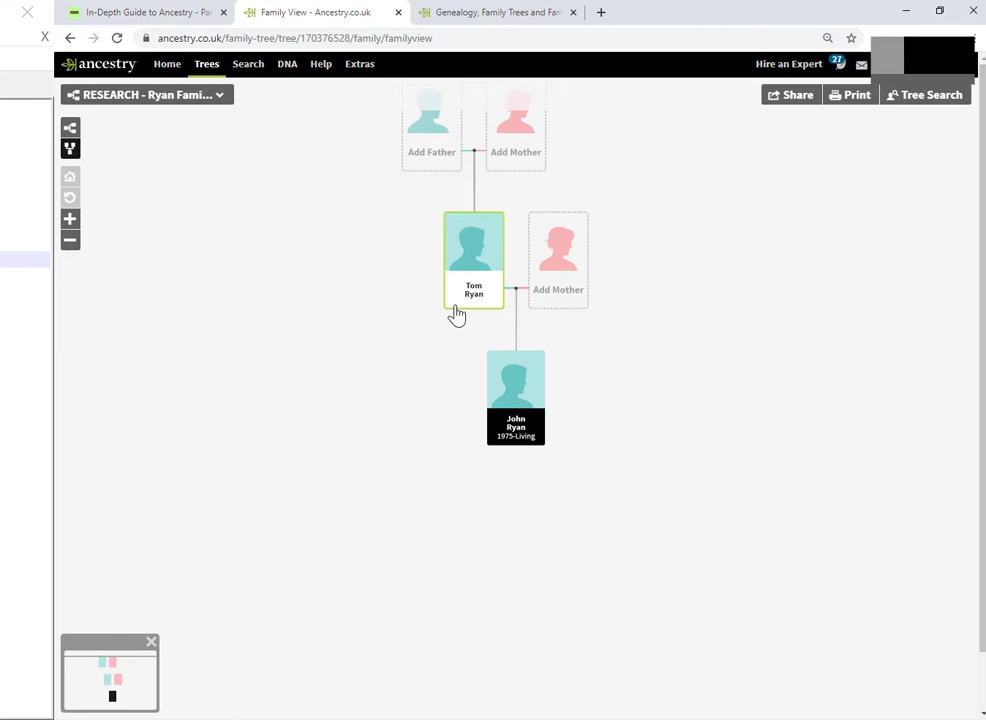 In-Depth Guide to Ancestry - Pa
Family View - Ancestry.co.uk
Genealogy, Family Trees and Fam
ancestry.co.uk/family-tree/tree/170376528/family/familyview
X
ancestry
Home
Trees
Search
DNA
Help
Extras
Hire an Expert
27
RESEARCH - Ryan Fami...
Share
Print
Tree Search
Add Father
Add Mother
Tom
Ryan
Add Mother
John
Ryan
1975-Living